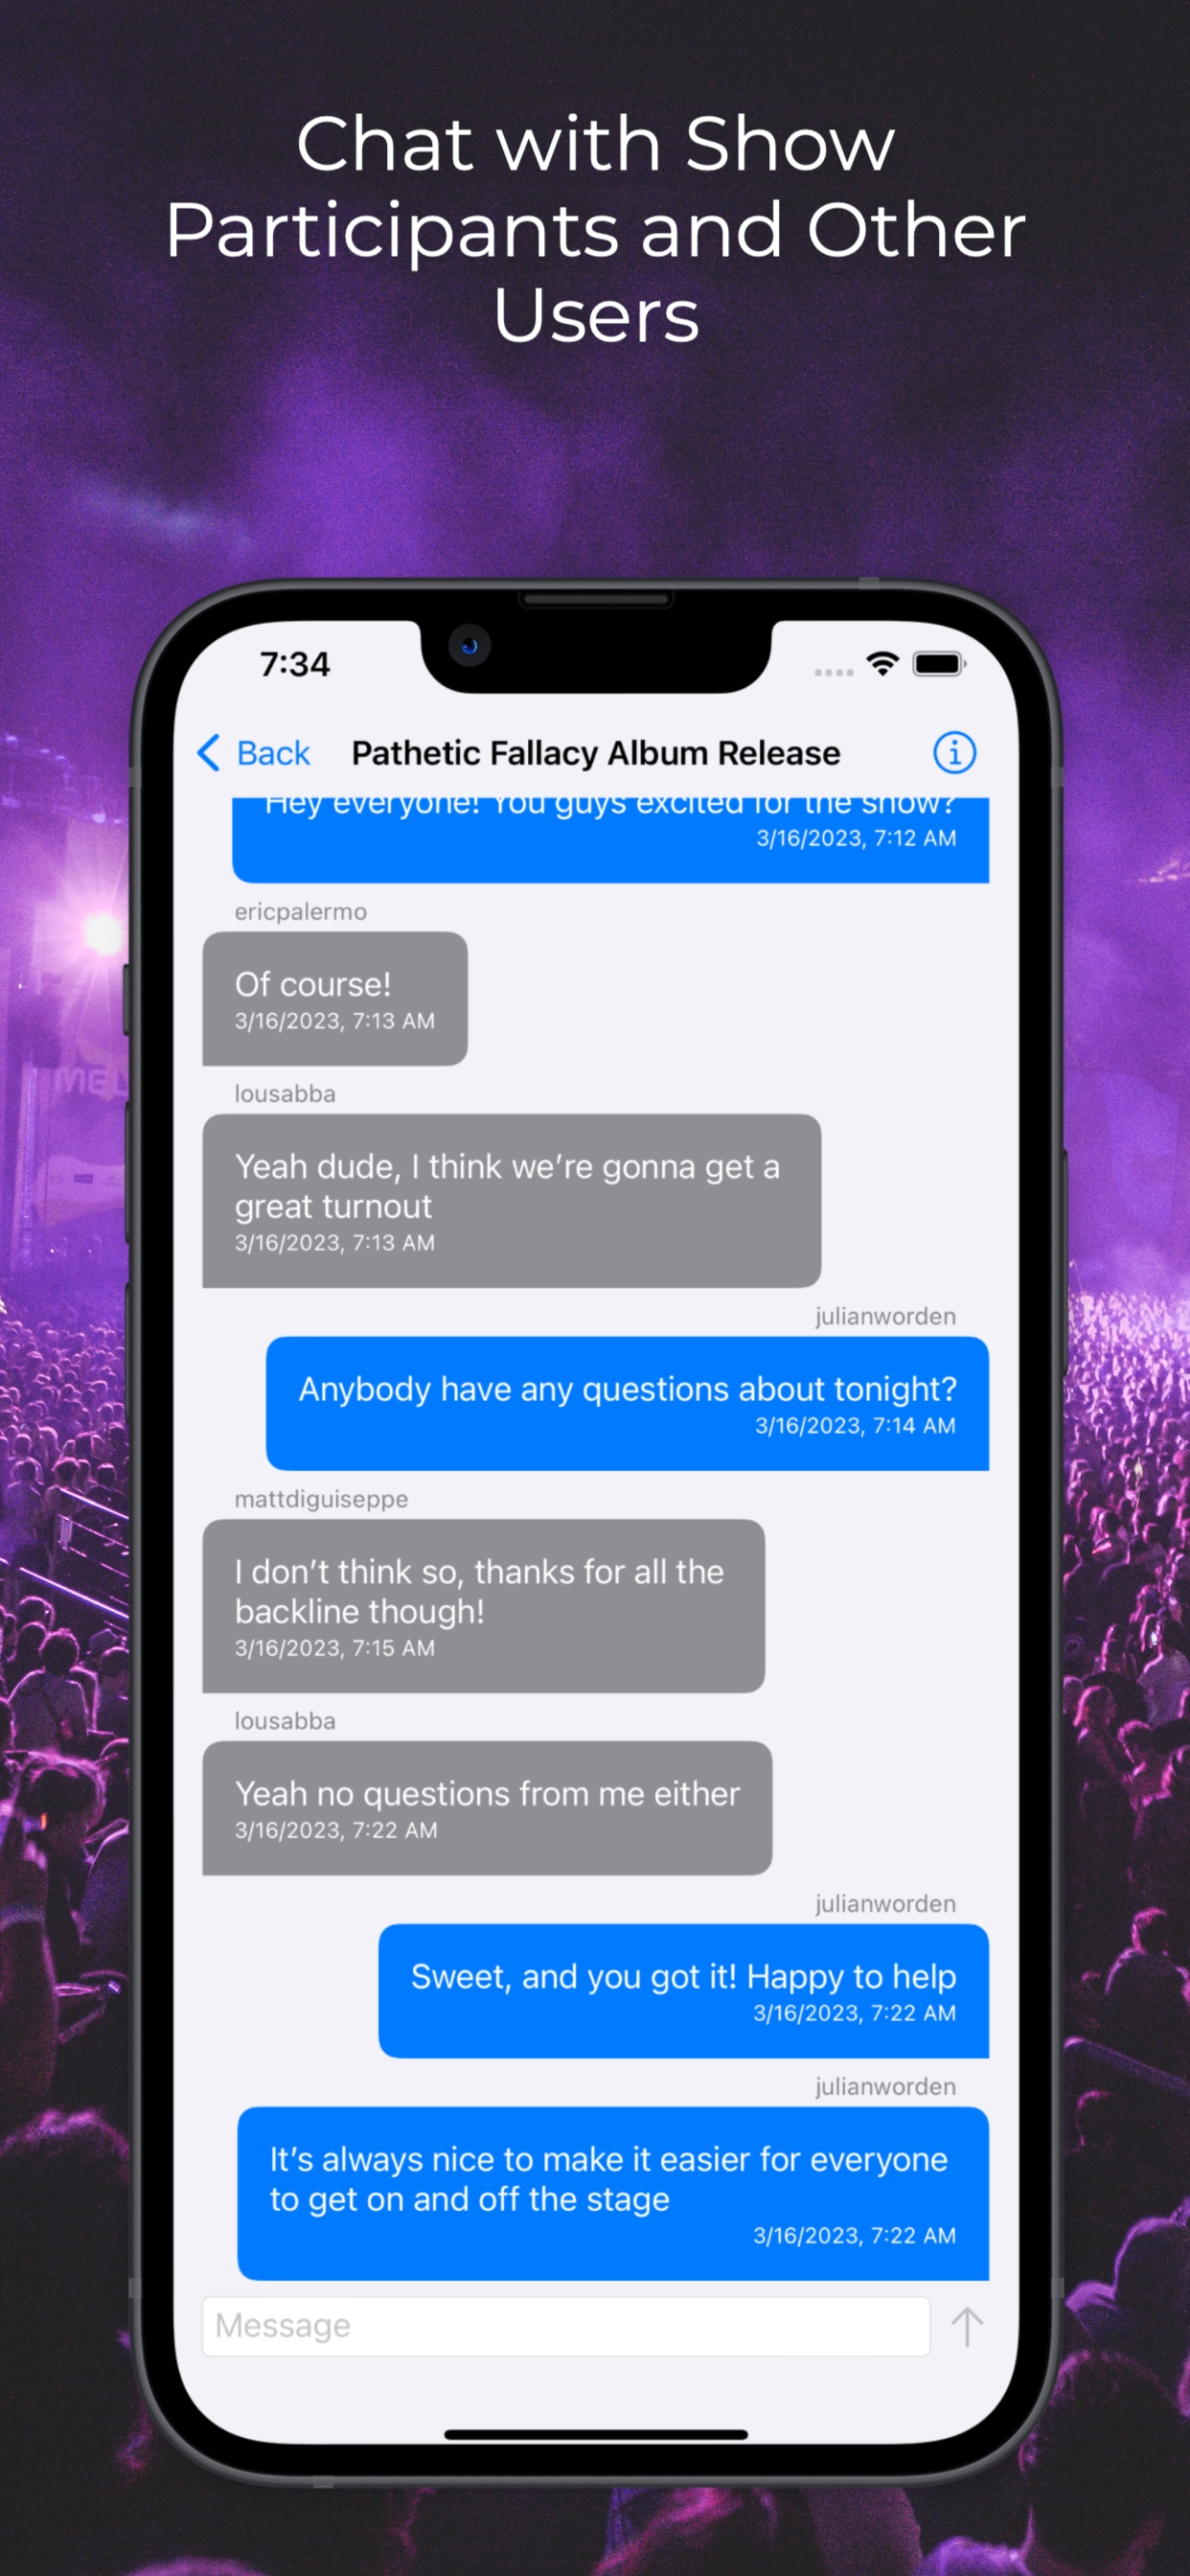 Chat with Show
Participants and Other
Users
7:34
Back
Pathetic Fallacy Album Release
Hey everyone! You guys excited for the show?
3/16/2023, 7:12 AM
ericpalermo
Of course!
3/16/2023, 7:13 AM
lousabba
Yeah dude, I think we’re gonna get a
great turnout
3/16/2023, 7:13 AM
julianworden
Anybody have any questions about tonight?
3/16/2023, 7:14 AM
mattdiguiseppe
I don’t think so, thanks for all the
backline though!
3/16/2023, 7:15 AM
lousabba
Yeah no questions from me either
3/16/2023, 7:22 AM
julianworden
Sweet, and you got it! Happy to help
3/16/2023, 7:22 AM
julianworden
It’s always nice to make it easier for everyone
to get on and off the stage
3/16/2023, 7:22 AM
Message